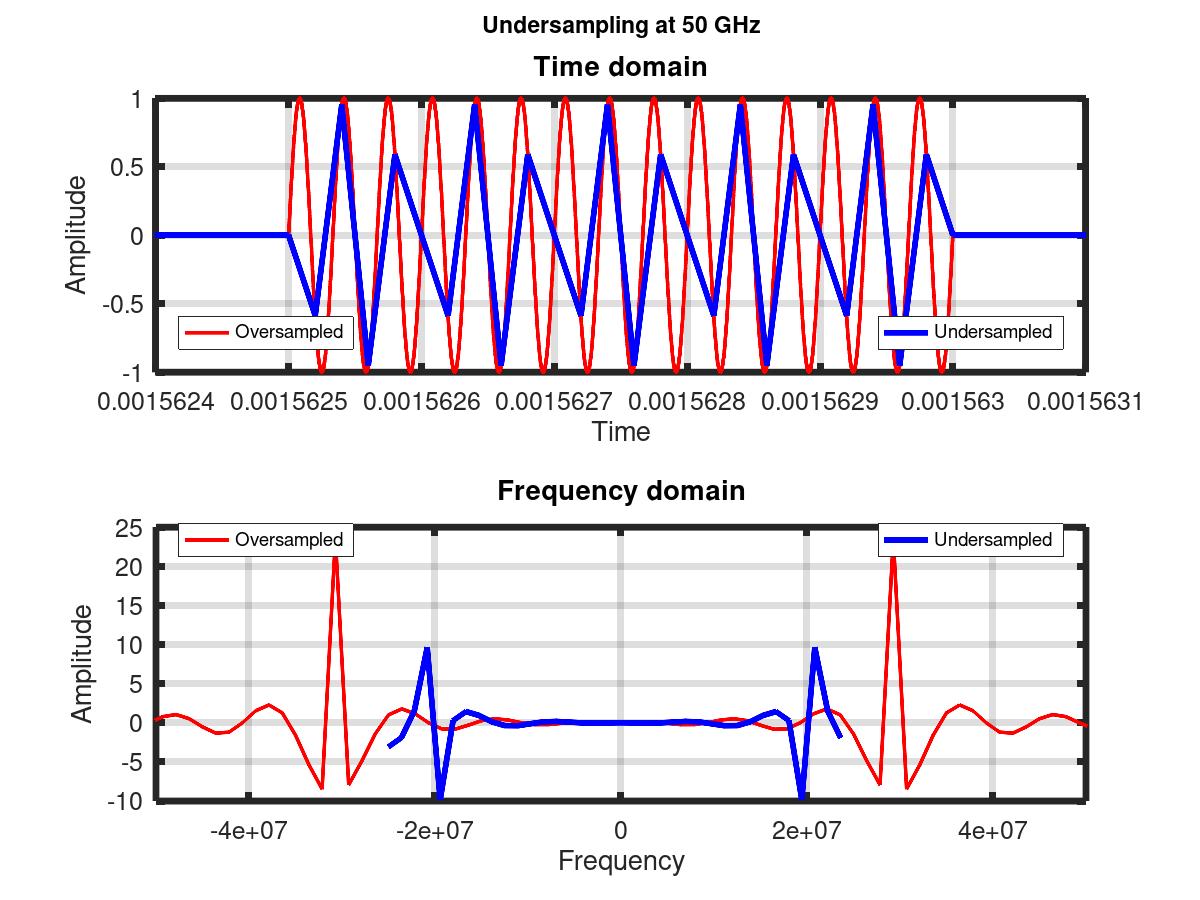 Undersampling at 50 GHz
Time domain
1
0.5
0
-0.5
-1
Amplitude
Oversampled
Undersampled
0.0015624 0.0015625 0.0015626 0.0015627 0.0015628 0.0015629 0.001563 0.0015631
Time
Frequency domain
25
20
15
10
5
0
-5
-10
Amplitude
Oversampled
Undersampled
-4e+07 -2e+07 0 2e+07 4e+07
Frequency